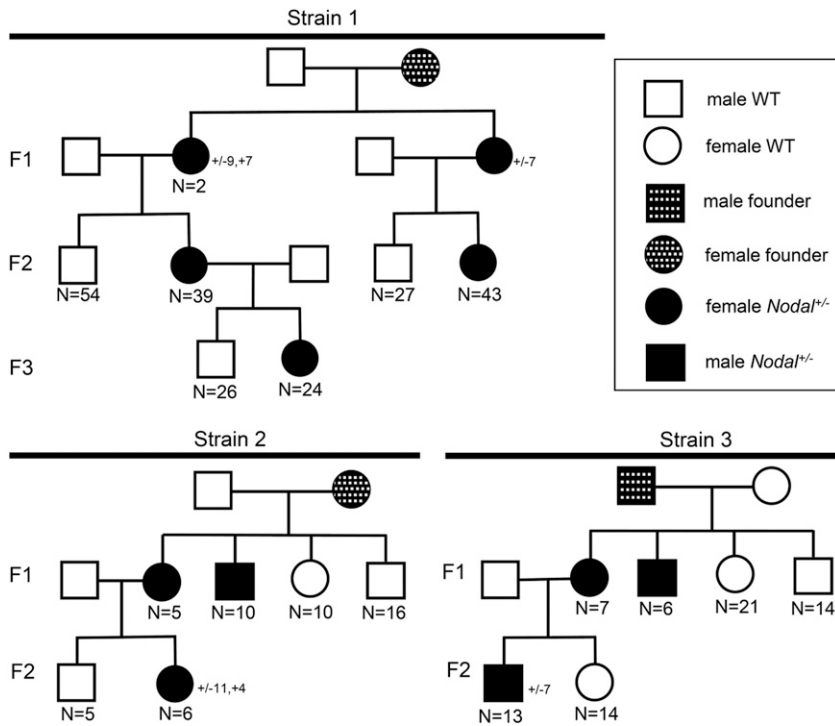 Strain 1
male WT
female WT
male founder
female founder
female Nodal+/-
male Nodal+/-
F1
+/-9,+7
N=2
+/-7
F2
N=54
N=39
N=27
N=43
F3
N=26
N=24
Strain 2
F1
N=5
N=10
N=10
N=16
F2
+/-11,+4
N=5
N=6
Strain 3
F1
N=7
N=6
N=21
N=14
F2
+/-7
N=13
N=14